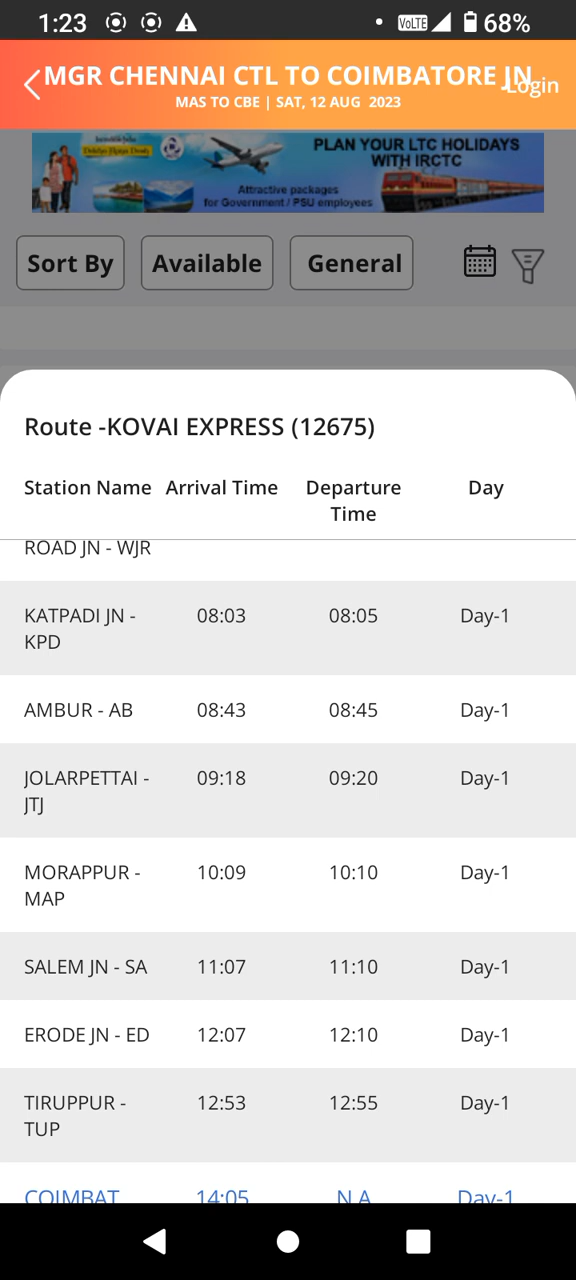 1:23 VoLTE 68%
MGR CHENNAI CTL TO COIMBATORE JN
Login
MAS TO CBE | SAT, 12 AUG 2023
PLAN YOUR LTC HOLIDAYS
WITH IRCTC
Attractive packages
for Government / PSU employees
Sort By Available General
Route -KOVAI EXPRESS (12675)
Station Name Arrival Time Departure Time Day
ROAD JN - WJR
KATPADI JN - 08:03 08:05 Day-1
KPD
AMBUR - AB 08:43 08:45 Day-1
JOLARPETTAI - 09:18 09:20 Day-1
JTJ
MORAPPUR - 10:09 10:10 Day-1
MAP
SALEM JN - SA 11:07 11:10 Day-1
ERODE JN - ED 12:07 12:10 Day-1
TIRUPPUR - 12:53 12:55 Day-1
TUP
COIMBAT 14:05 N.A Day-1